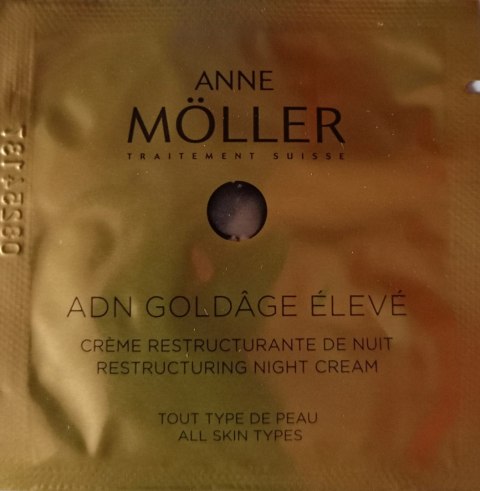 ANNE
MÖLLER
TRAITEMENT SUISSE
ADN GOLDÂGE ÉLEVÉ
CRÈME RESTRUCTURANTE DE NUIT
RESTRUCTURING NIGHT CREAM
TOUT TYPE DE PEAU
ALL SKIN TYPES